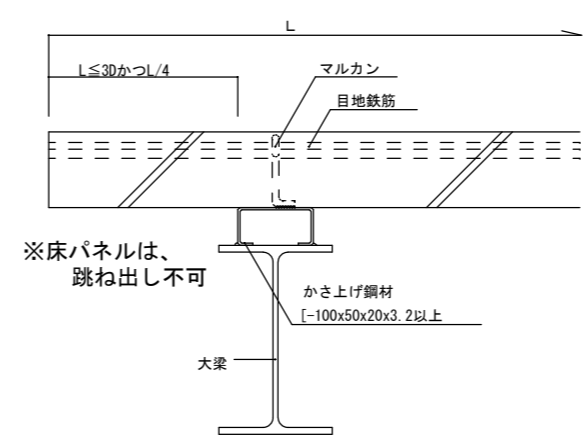 L
L≦3DかつL/4
マルカン
目地鉄筋
※床パネルは、
跳ね出し不可
かさ上げ鋼材
[-100x50x20x3.2以上
大梁